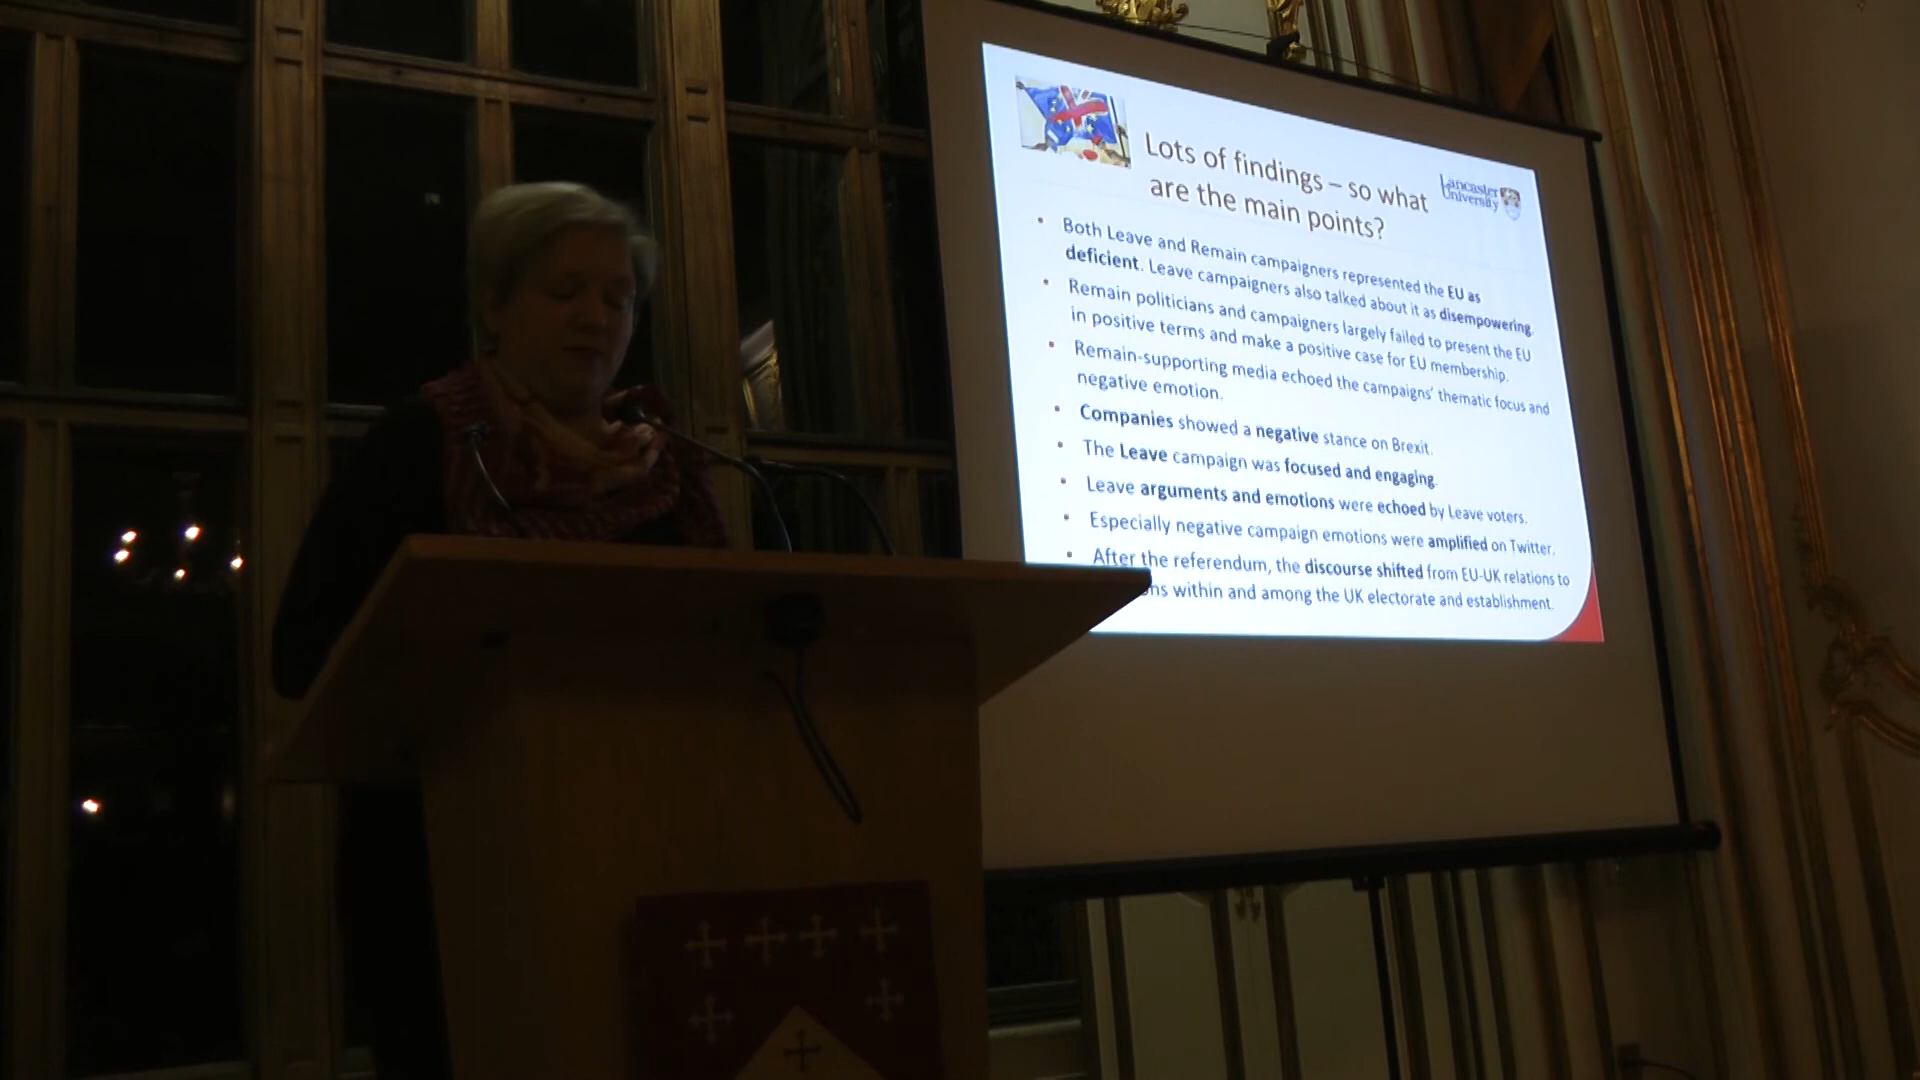 Lots of findings – so what
are the main points?
Lancaster
University
• Both Leave and Remain campaigners represented the EU as
deficient. Leave campaigners also talked about it as disempowering.
• Remain politicians and campaigners largely failed to present the EU
in positive terms and make a positive case for EU membership.
• Remain-supporting media echoed the campaigns' thematic focus and
negative emotion.
• Companies showed a negative stance on Brexit.
• The Leave campaign was focused and engaging.
• Leave arguments and emotions were echoed by Leave voters.
• Especially negative campaign emotions were amplified on Twitter.
• After the referendum, the discourse shifted from EU-UK relations to
within and among the UK electorate and establishment.